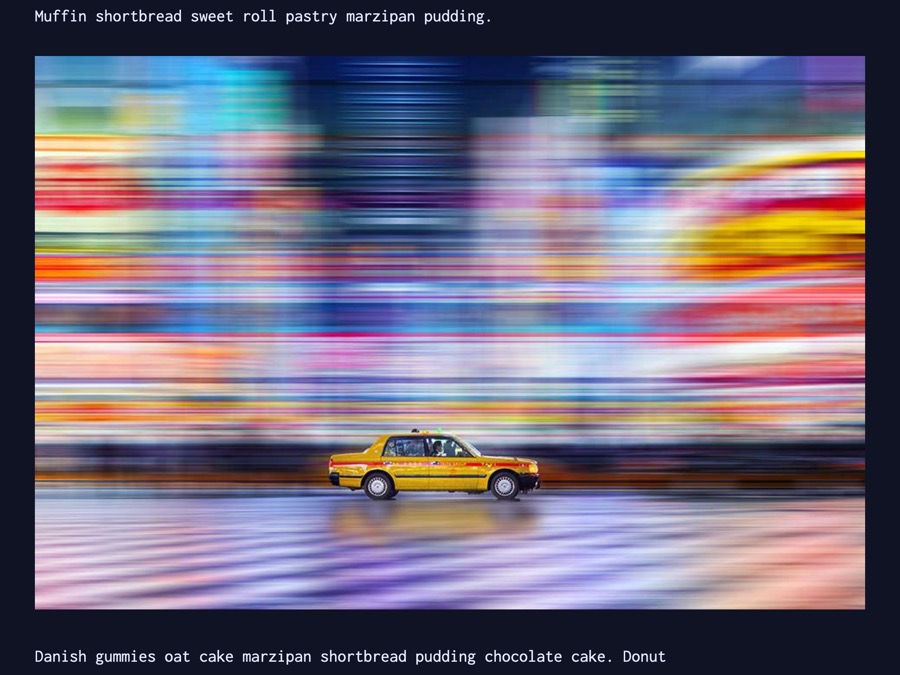 Muffin shortbread sweet roll pastry marzipan pudding.
Danish gummies oat cake marzipan shortbread pudding chocolate cake. Donut